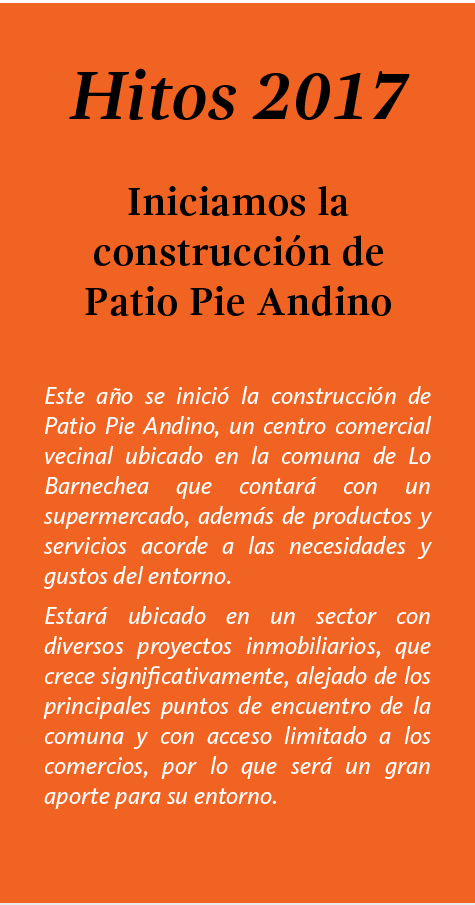 Hitos 2017
Iniciamos la
construcción de
Patio Pie Andino
Este año se inició la construcción de
Patio Pie Andino, un centro comercial
vecinal ubicado en la comuna de Lo
Barnechea que contará con un
supermercado, además de productos y
servicios acorde a las necesidades y
gustos del entorno.
Estará ubicado en un sector con
diversos proyectos inmobiliarios, que
crece significativamente, alejado de los
principales puntos de encuentro de la
comuna y con acceso limitado a los
comercios, por lo que será un gran
aporte para su entorno.